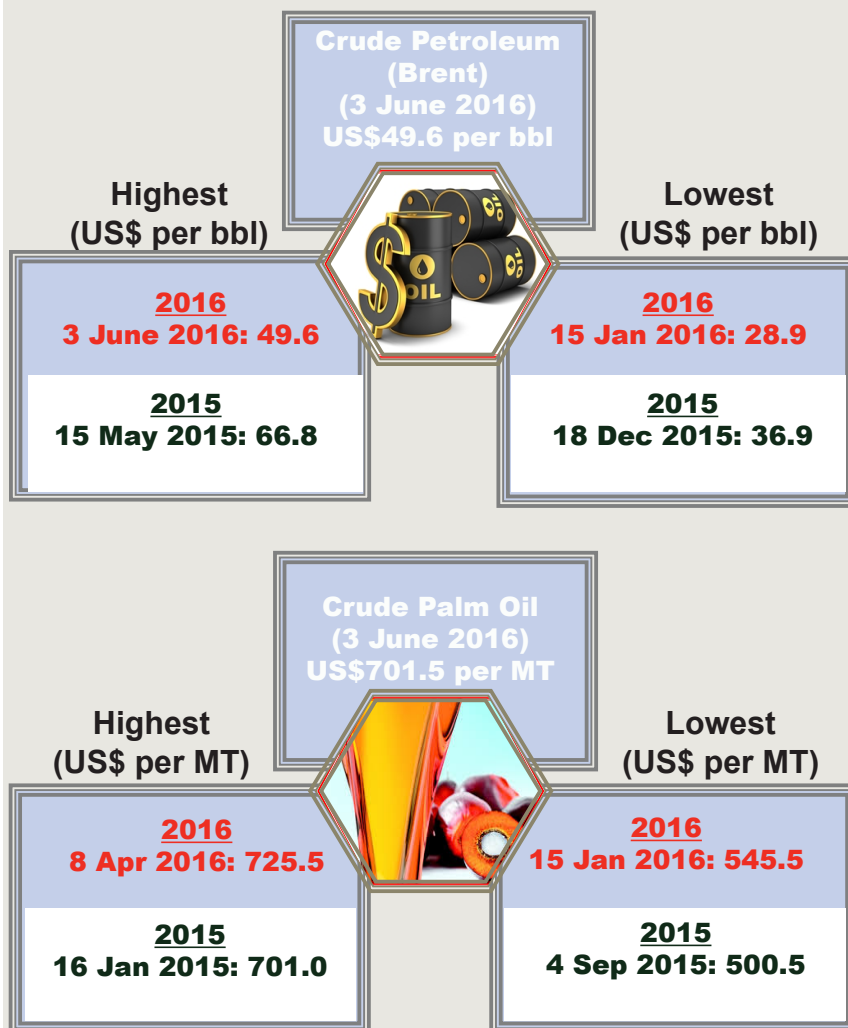 Crude Petroleum
(Brent)
(3 June 2016)
US$49.6 per bbl
Highest
(US$ per bbl)
Lowest
(US$ per bbl)
OIL
OIL
OIL
2016
3 June 2016: 49.6
2016
15 Jan 2016: 28.9
2015
15 May 2015: 66.8
2015
18 Dec 2015: 36.9
Crude Palm Oil
(3 June 2016)
US$701.5 per MT
Highest
(US$ per MT)
Lowest
(US$ per MT)
2016
8 Apr 2016: 725.5
2016
15 Jan 2016: 545.5
2015
16 Jan 2015: 701.0
2015
4 Sep 2015: 500.5